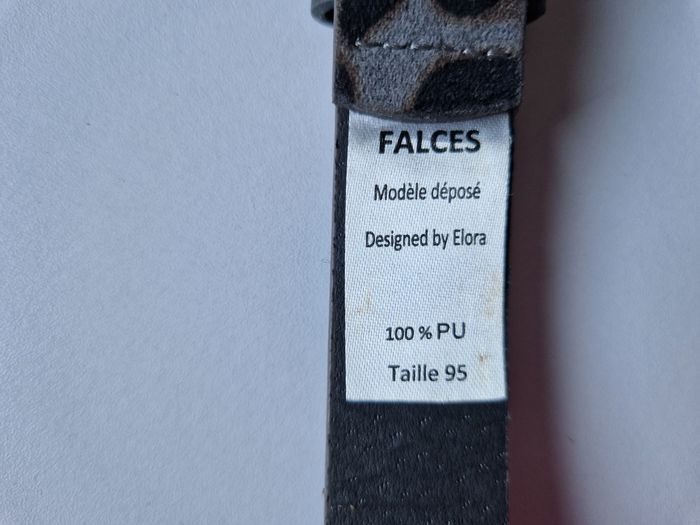 FALCES
Modèle déposé
Designed by Elora
100 % PU
Taille 95